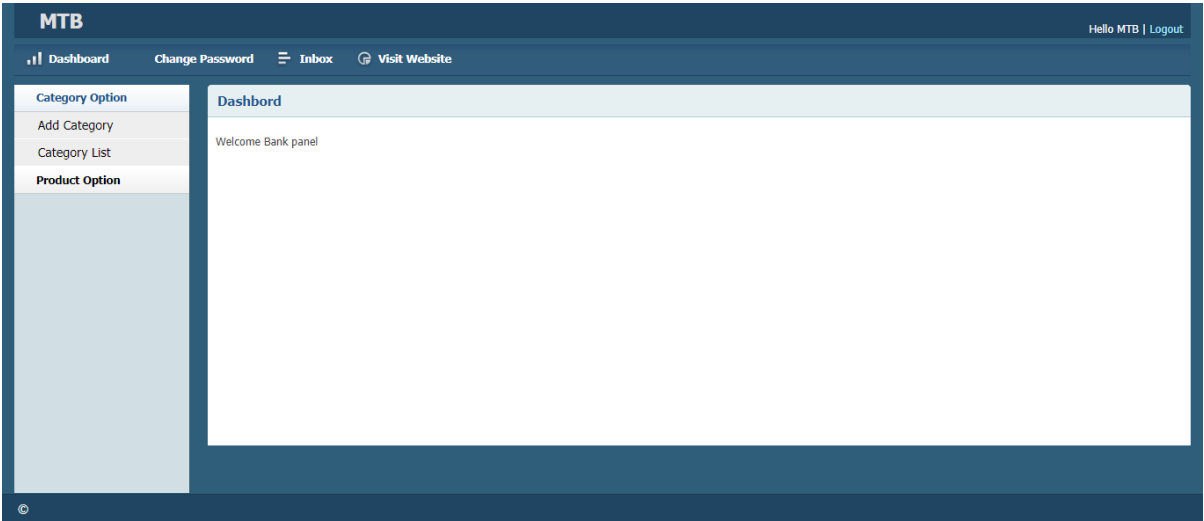 MTB
Hello MTB | Logout
Dashboard Change Password Inbox Visit Website
Category Option
Add Category
Category List
Product Option
Dashbord
Welcome Bank panel
©